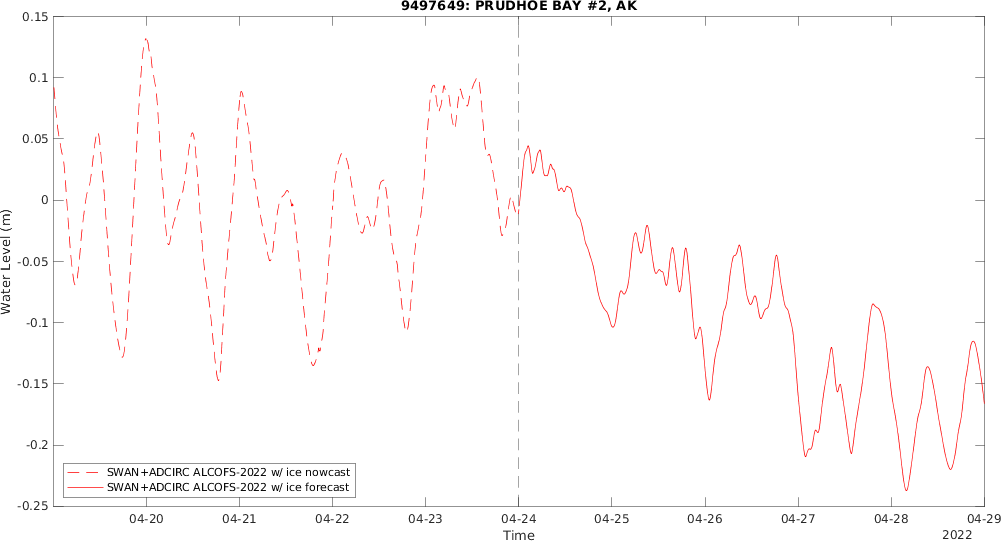 9497649: PRUDHOE BAY #2, AK
0.15
0.1
0.05
0
-0.05
-0.1
-0.15
-0.2
-0.25
Water Level (m)
SWAN+ADCIRC ALCOFS-2022 w/ ice nowcast
SWAN+ADCIRC ALCOFS-2022 w/ ice forecast
04-20 04-21 04-22 04-23 04-24 04-25 04-26 04-27 04-28 04-29
Time
2022